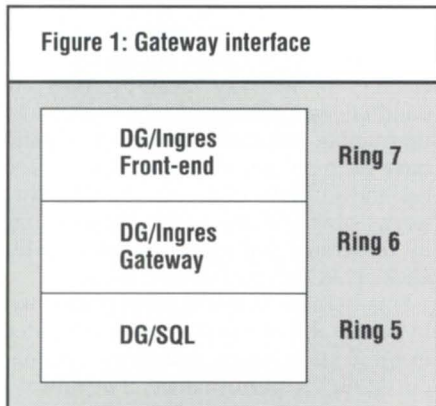 Figure 1: Gateway interface
DG/Ingres
Front-end
Ring 7
DG/Ingres
Gateway
Ring 6
DG/SQL
Ring 5